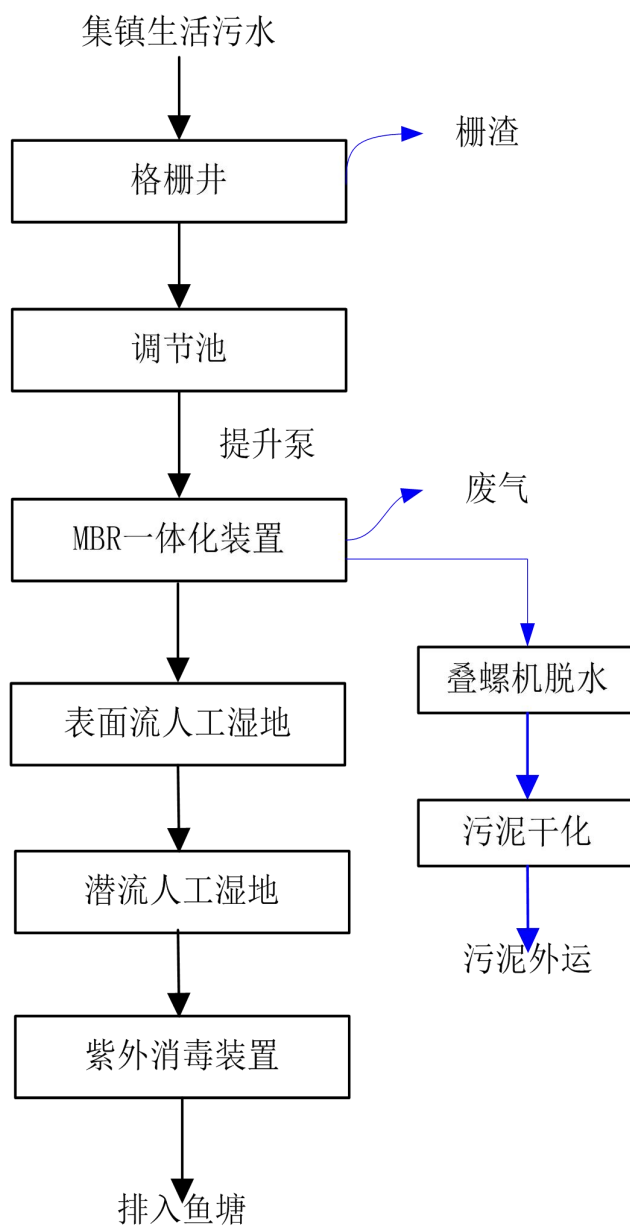 集镇生活污水
栅渣
格栅井
调节池
提升泵
废气
MBR一体化装置
叠螺机脱水
表面流人工湿地
污泥干化
潜流人工湿地
污泥外运
紫外消毒装置
排入鱼塘